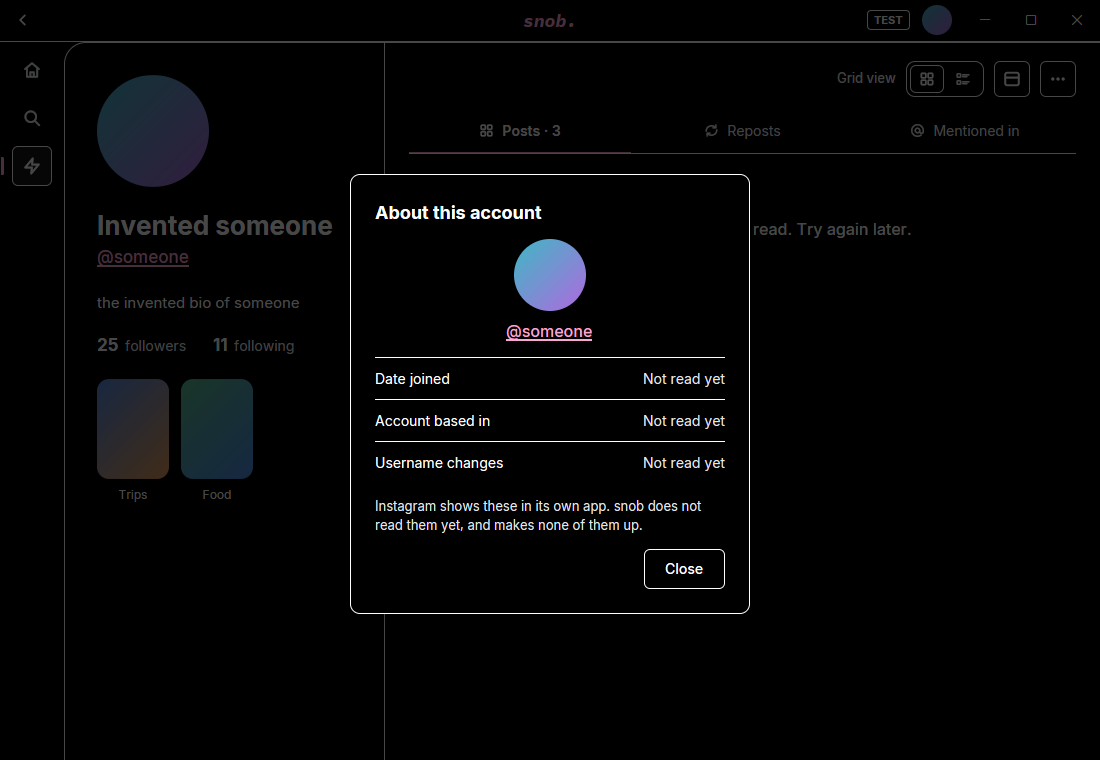 snob.
TEST
Grid view
Posts · 3
Reposts
Mentioned in
Invented someone
@someone
the invented bio of someone
25 followers 11 following
Trips
Food
read. Try again later.
About this account
@someone
Date joined Not read yet
Account based in Not read yet
Username changes Not read yet
Instagram shows these in its own app. snob does not
read them yet, and makes none of them up.
Close